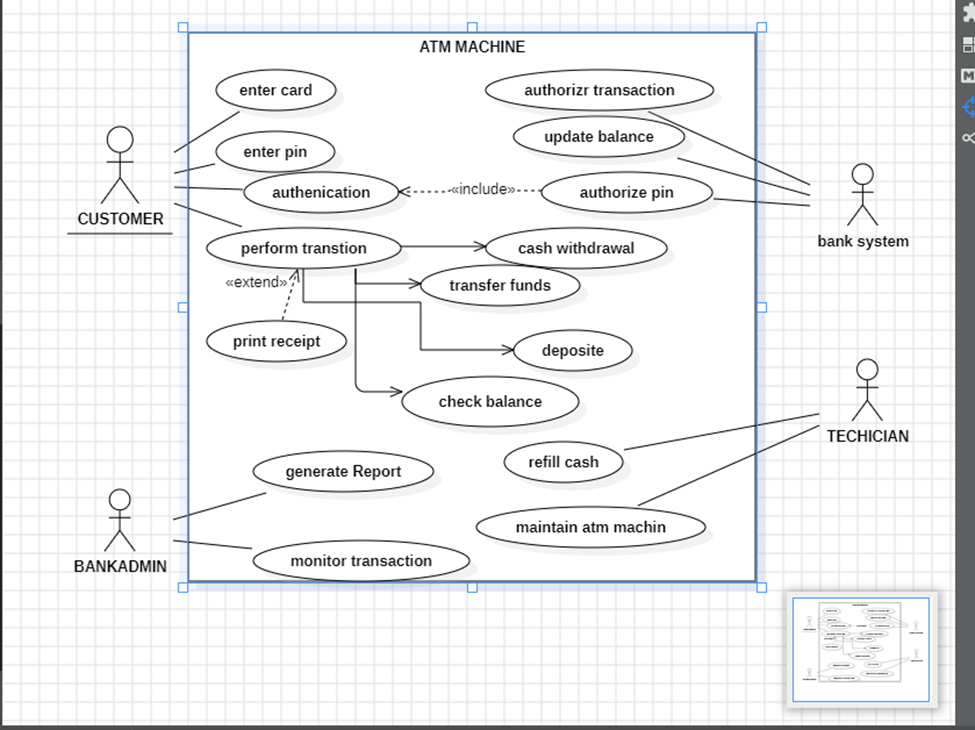 ATM MACHINE
enter card
authorizr transaction
update balance
enter pin
authenication
«include»
authorize pin
CUSTOMER
bank system
perform transtion
cash withdrawal
«extend»
transfer funds
print receipt
deposite
check balance
TECHICIAN
refill cash
generate Report
maintain atm machin
BANKADMIN
monitor transaction